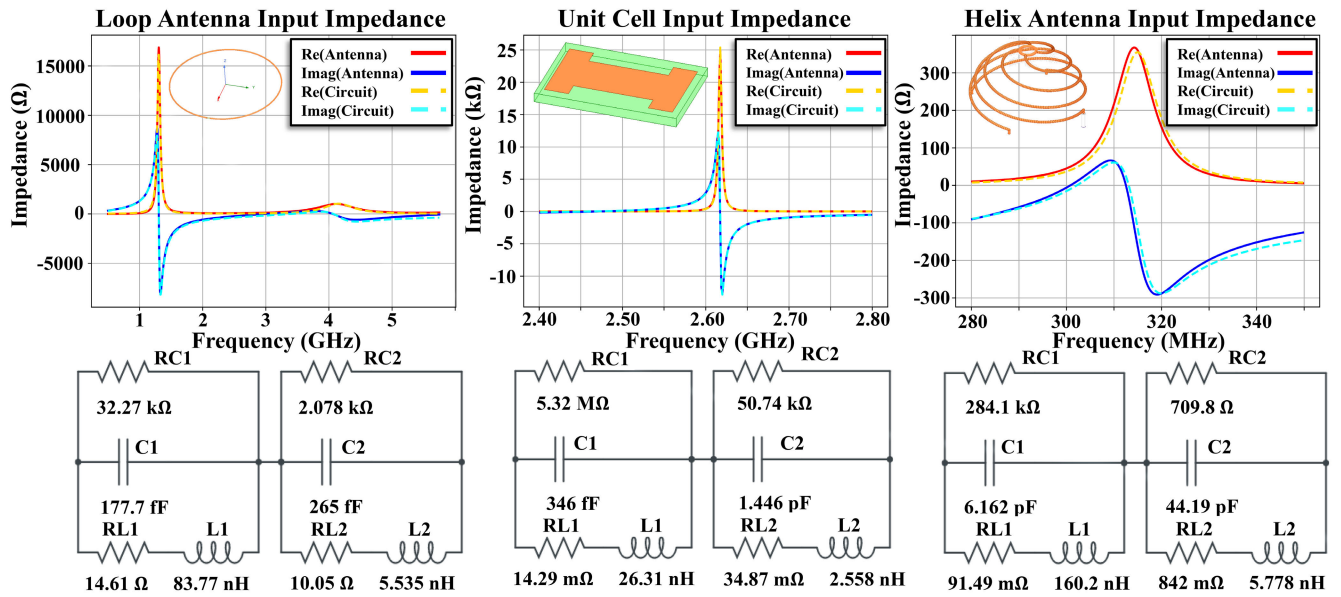 Loop Antenna Input Impedance
Impedance (Ω)
15000
10000
5000
0
-5000
Re(Antenna)
Imag(Antenna)
Re(Circuit)
Imag(Circuit)
1 2 3 4 5
Frequency (GHz)
RC1
32.27 kΩ
C1
177.7 fF
RL1
14.61 Ω
L1
83.77 nH
RC2
2.078 kΩ
C2
265 fF
RL2
10.05 Ω
L2
5.535 nH
Unit Cell Input Impedance
Impedance (kΩ)
25
20
15
10
5
0
-5
-10
Re(Antenna)
Imag(Antenna)
Re(Circuit)
Imag(Circuit)
2.40 2.50 2.60 2.70 2.80
Frequency (GHz)
RC1
5.32 MΩ
C1
346 fF
RL1
14.29 mΩ
L1
26.31 nH
RC2
50.74 kΩ
C2
1.446 pF
RL2
34.87 mΩ
L2
2.558 nH
Helix Antenna Input Impedance
Impedance (Ω)
300
200
100
0
-100
-200
-300
Re(Antenna)
Imag(Antenna)
Re(Circuit)
Imag(Circuit)
280 300 320 340
Frequency (MHz)
RC1
284.1 kΩ
C1
6.162 pF
RL1
91.49 mΩ
L1
160.2 nH
RC2
709.8 Ω
C2
44.19 pF
RL2
842 mΩ
L2
5.778 nH